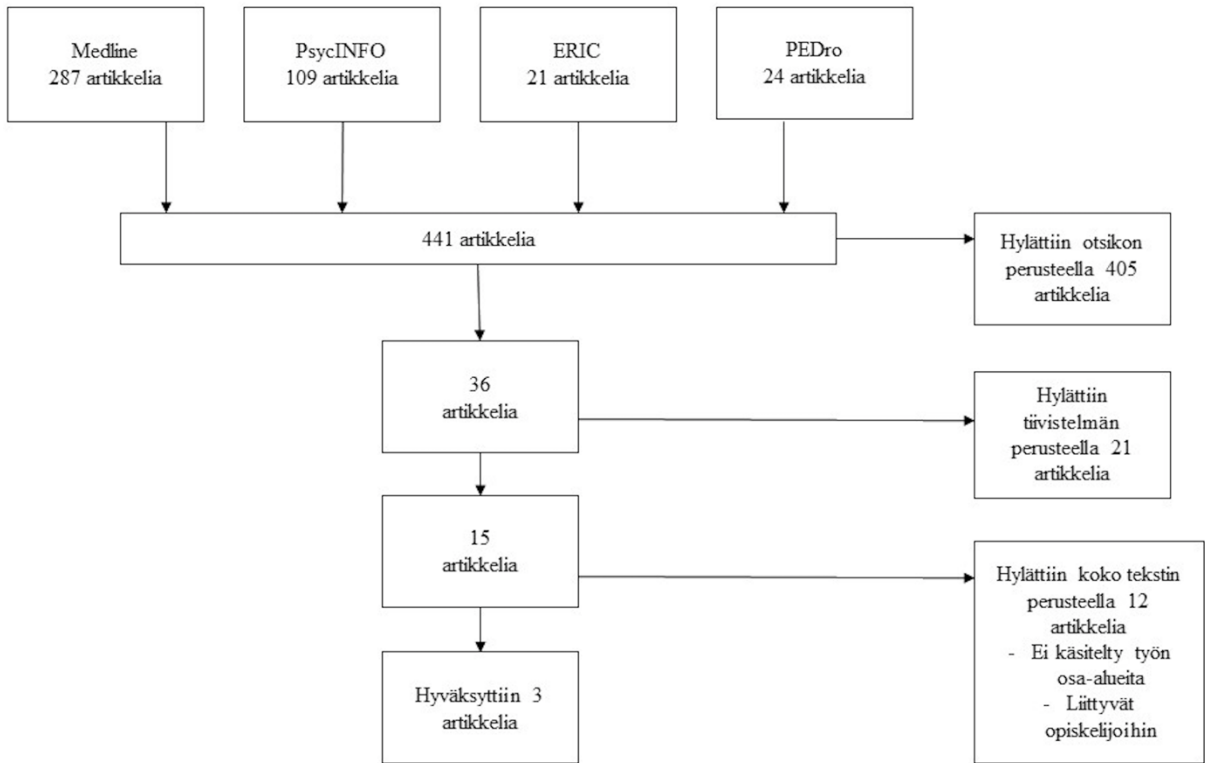 Medline
287 artikkelia
PsycINFO
109 artikkelia
ERIC
21 artikkelia
PEDro
24 artikkelia
441 artikkelia
Hylättiin otsikon
perusteella 405
artikkelia
36
artikkelia
Hylättiin
tiivistelmän
perusteella 21
artikkelia
15
artikkelia
Hylättiin koko tekstin
perusteella 12
artikkelia
- Ei käsitelty työn
osa-alueita
- Liittyvät
opiskelijoihin
Hyväksyttiin 3
artikkelia